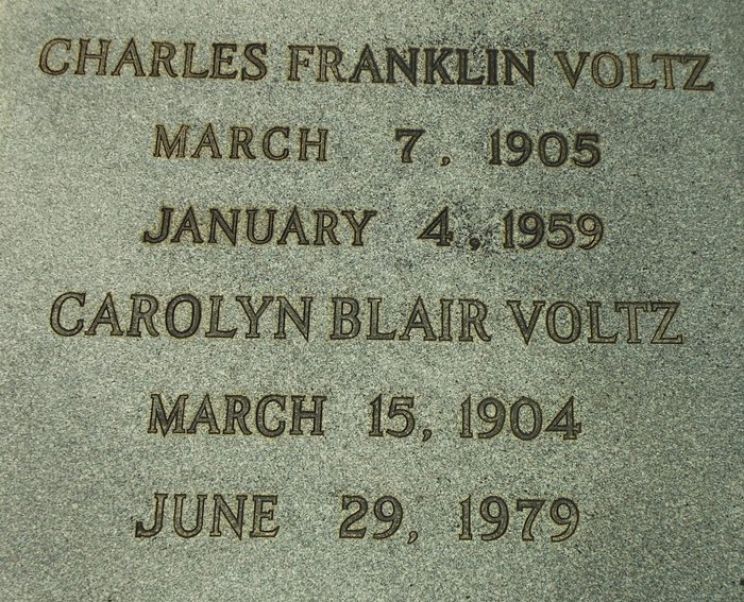 CHARLES FRANKLIN VOLTZ
MARCH 7, 1905
JANUARY 4, 1959
CAROLYN BLAIR VOLTZ
MARCH 15, 1904
JUNE 29, 1979